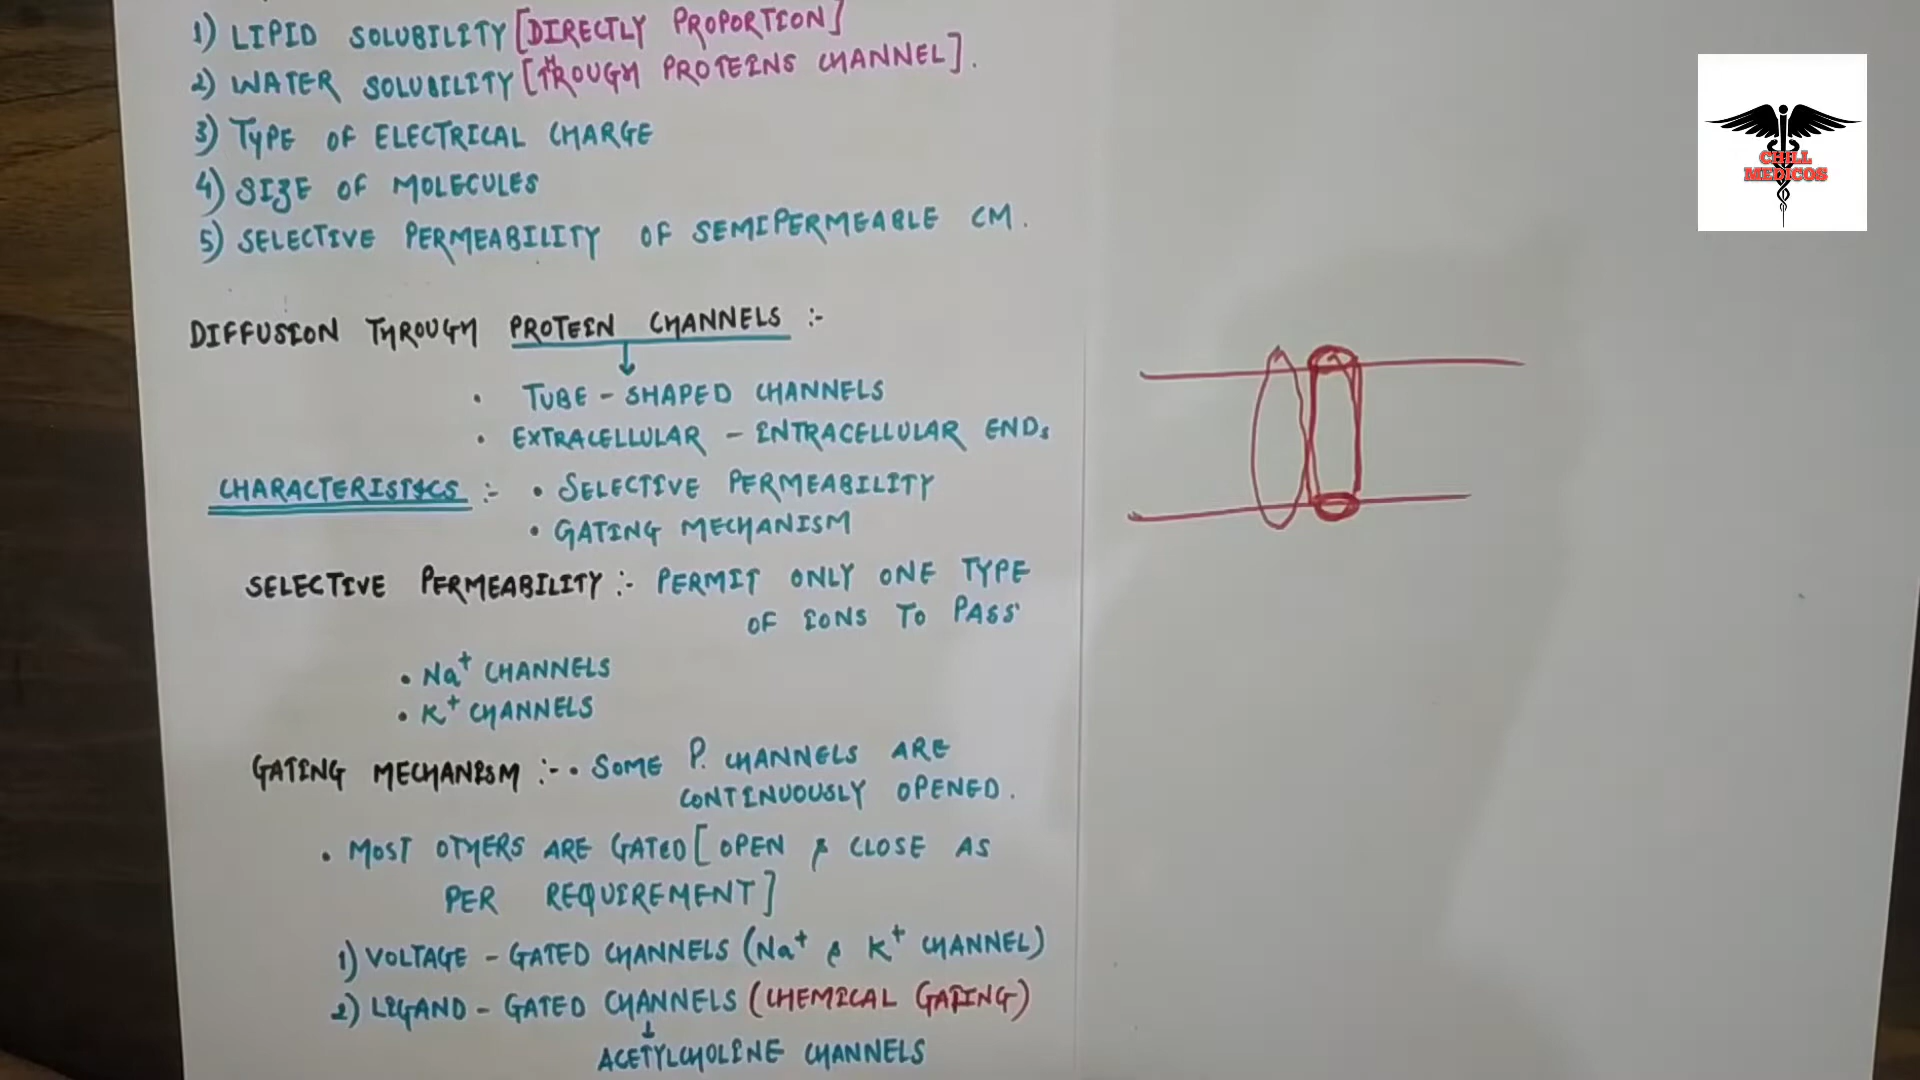 1) LIPID SOLUBILITY [DIRECTLY PROPORTION]
2) WATER SOLUBILITY [THROUGH PROTEINS CHANNEL].
3) TYPE OF ELECTRICAL CHARGE
4) SIZE OF MOLECULES
5) SELECTIVE PERMEABILITY OF SEMIPERMEABLE CM.
DIFFUSION THROUGH PROTEIN CHANNELS :-
• TUBE - SHAPED CHANNELS
• EXTRACELLULAR - INTRACELLULAR ENDs
CHARACTERISTICS :- • SELECTIVE PERMEABILITY
• GATING MECHANISM
SELECTIVE PERMEABILITY :- PERMIT ONLY ONE TYPE
OF IONS TO PASS
• Na+ CHANNELS
• K+ CHANNELS
GATING MECHANISM :- • SOME P. CHANNELS ARE
CONTINUOUSLY OPENED.
• MOST OTHERS ARE GATED [OPEN & CLOSE AS
PER REQUIREMENT]
1) VOLTAGE - GATED CHANNELS (Na+ & K+ CHANNEL)
2) LIGAND - GATED CHANNELS (CHEMICAL GATING)
↓
ACETYLCHOLINE CHANNELS
CHILL
MEDICOS